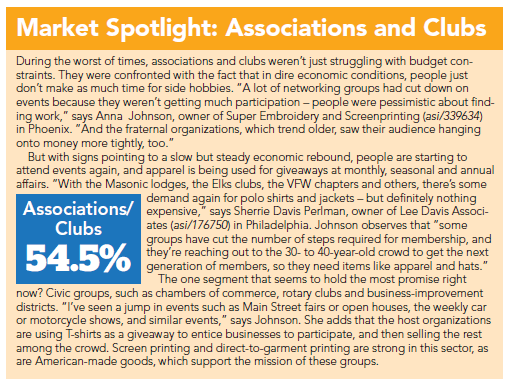 Market Spotlight: Associations and Clubs
During the worst of times, associations and clubs weren't just struggling with budget con-
straints. They were confronted with the fact that in dire economic conditions, people just
don't make as much time for side hobbies. "A lot of networking groups had cut down on
events because they weren't getting much participation – people were pessimistic about find-
ing work," says Anna Johnson, owner of Super Embroidery and Screenprinting (asi/339634)
in Phoenix. "And the fraternal organizations, which trend older, saw their audience hanging
onto money more tightly, too."
But with signs pointing to a slow but steady economic rebound, people are starting to
attend events again, and apparel is being used for giveaways at monthly, seasonal and annual
affairs. "With the Masonic lodges, the Elks clubs, the VFW chapters and others, there's some
demand again for polo shirts and jackets – but definitely nothing
expensive," says Sherrie Davis Perlman, owner of Lee Davis Associ-
ates (asi/176750) in Philadelphia. Johnson observes that "some
groups have cut the number of steps required for membership, and
they're reaching out to the 30- to 40-year-old crowd to get the next
generation of members, so they need items like apparel and hats."
The one segment that seems to hold the most promise right
now? Civic groups, such as chambers of commerce, rotary clubs and business-improvement
districts. "I've seen a jump in events such as Main Street fairs or open houses, the weekly car
or motorcycle shows, and similar events," says Johnson. She adds that the host organizations
are using T-shirts as a giveaway to entice businesses to participate, and then selling the rest
among the crowd. Screen printing and direct-to-garment printing are strong in this sector, as
are American-made goods, which support the mission of these groups.
Associations/
Clubs
54.5%